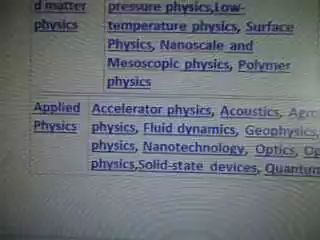 d matter pressure physics,Low-
physics temperature physics, Surface
Physics, Nanoscale and
Mesoscopic physics, Polymer
physics
Applied Accelerator physics, Acoustics,
Physics physics, Fluid dynamics, Geophysics,
physics, Nanotechnology, Optics,
physics,Solid-state devices, Quantum